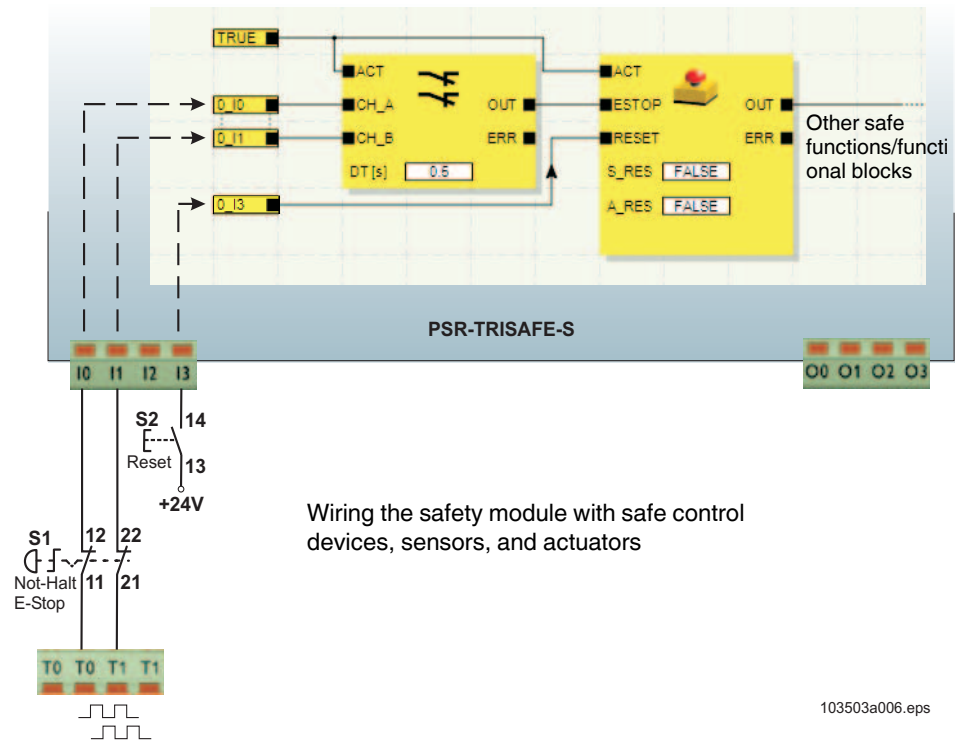 TRUE
ACT
ACT
0_I0
CH_A
OUT
ESTOP
OUT
0_I1
CH_B
ERR
RESET
ERR
Other safe
functions/functi
onal blocks
DT[s]
0.6
S_RES
FALSE
0_I3
A_RES
FALSE
PSR-TRISAFE-S
I0 I1 I2 I3
O0 O1 O2 O3
S2
14
Reset
13
+24V
Wiring the safety module with safe control
devices, sensors, and actuators
S1
12
22
Not-Halt
11
21
E-Stop
T0 T0 T1 T1
103503a006.eps